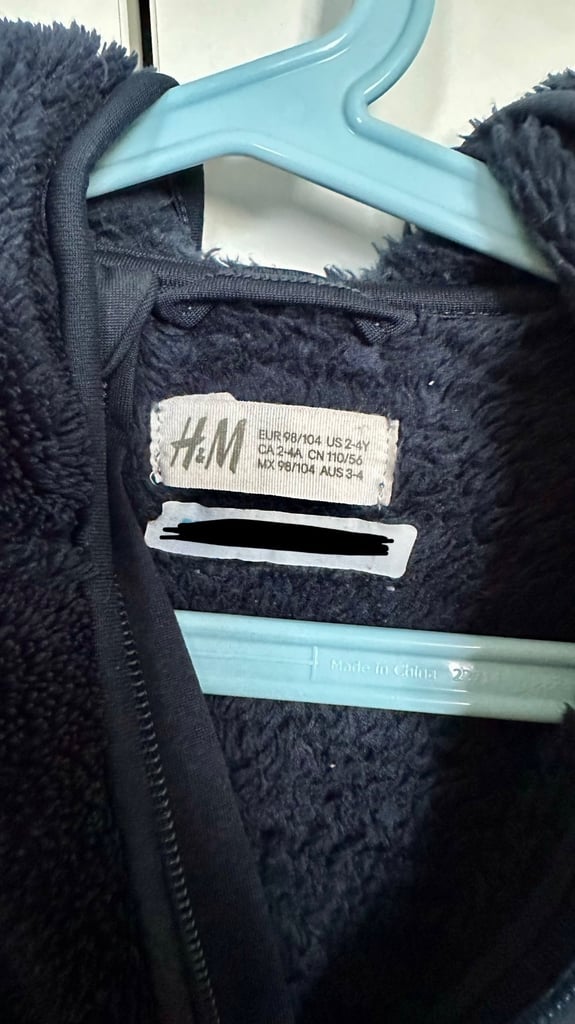 H&M
EUR 98/104 US 2-4Y
CA 2-4A CN 110/56
MX 98/104 AUS 3-4
Made in China